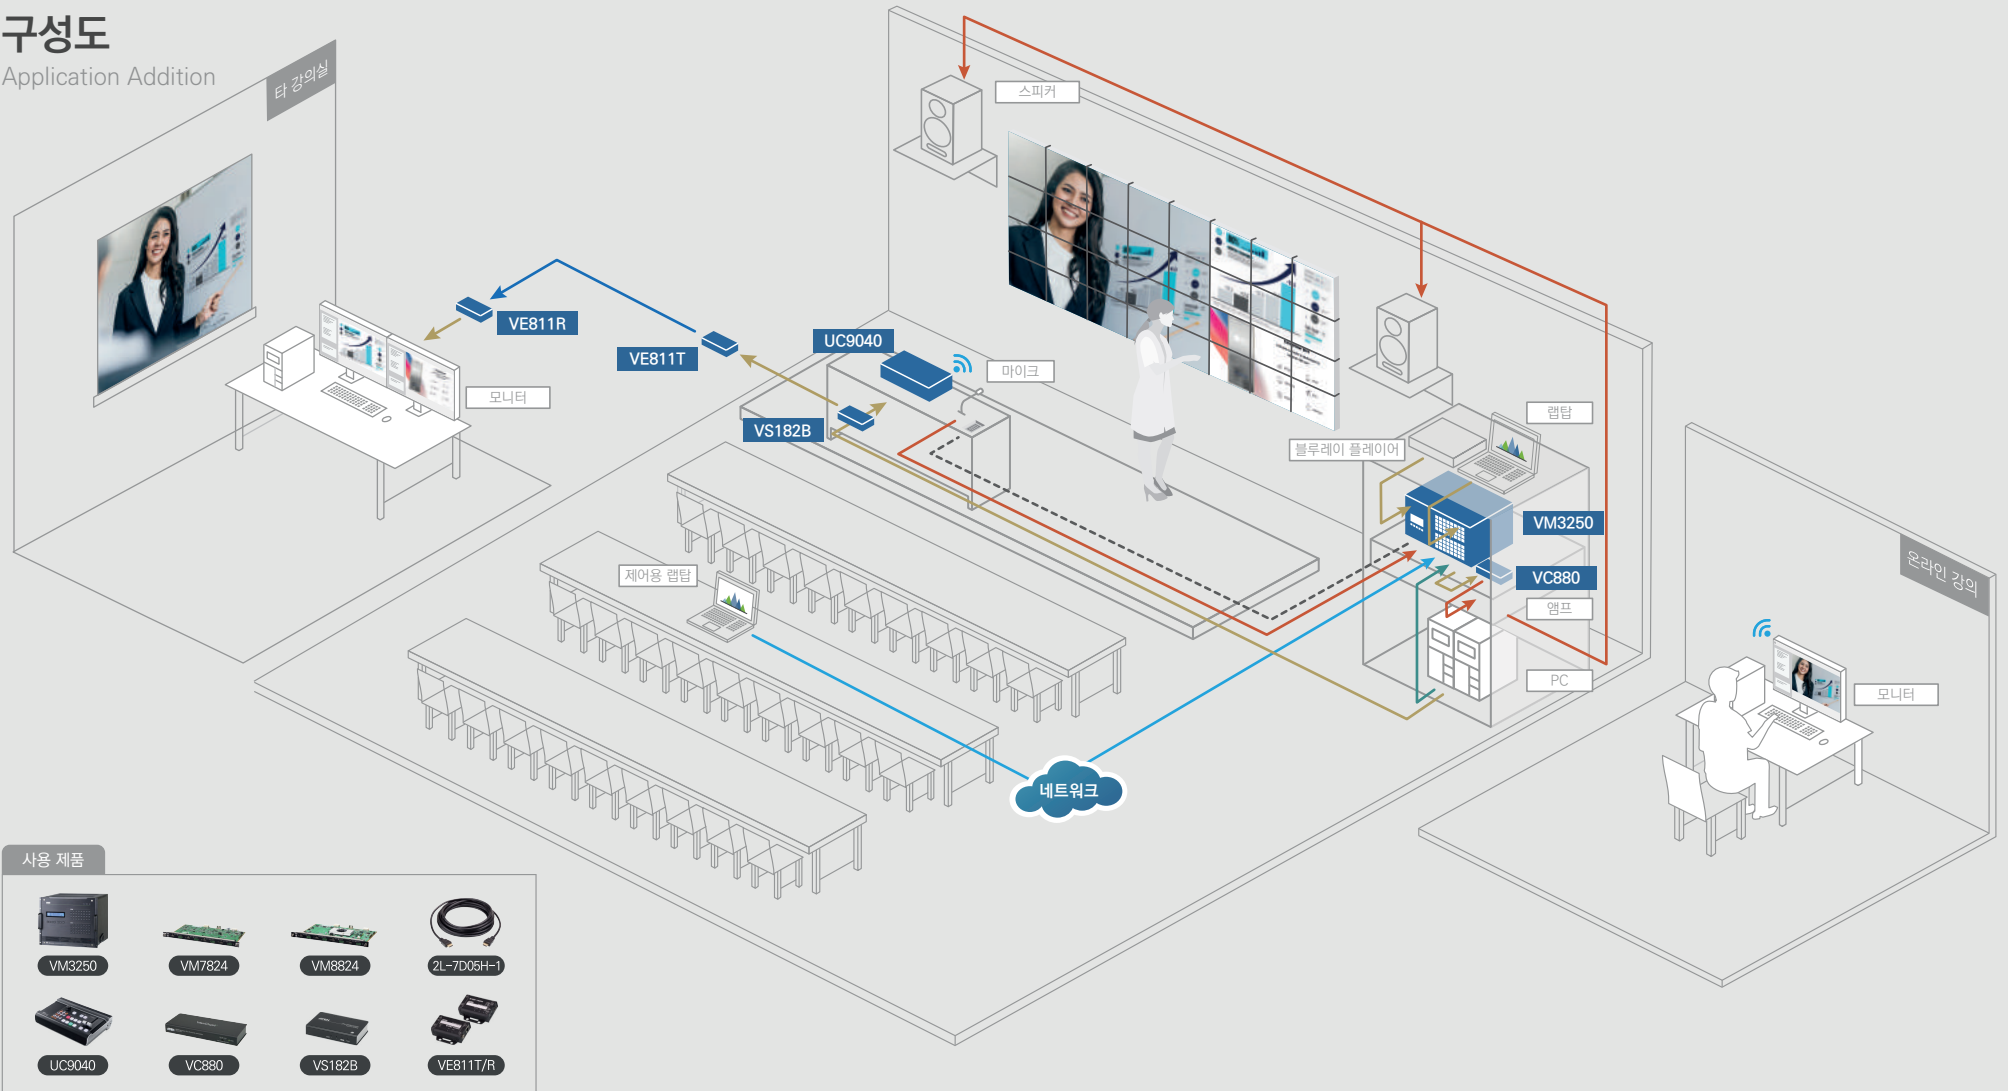 구성도
Application Addition
타 강의실
스피커
VE811R
VE811T
UC9040
마이크
모니터
VS182B
랩탑
블루레이 플레이어
VM3250
제어용 랩탑
VC880
앰프
PC
온라인 강의
모니터
네트워크
사용 제품
VM3250
VM7824
VM8824
2L-7D05H-1
UC9040
VC880
VS182B
VE811T/R